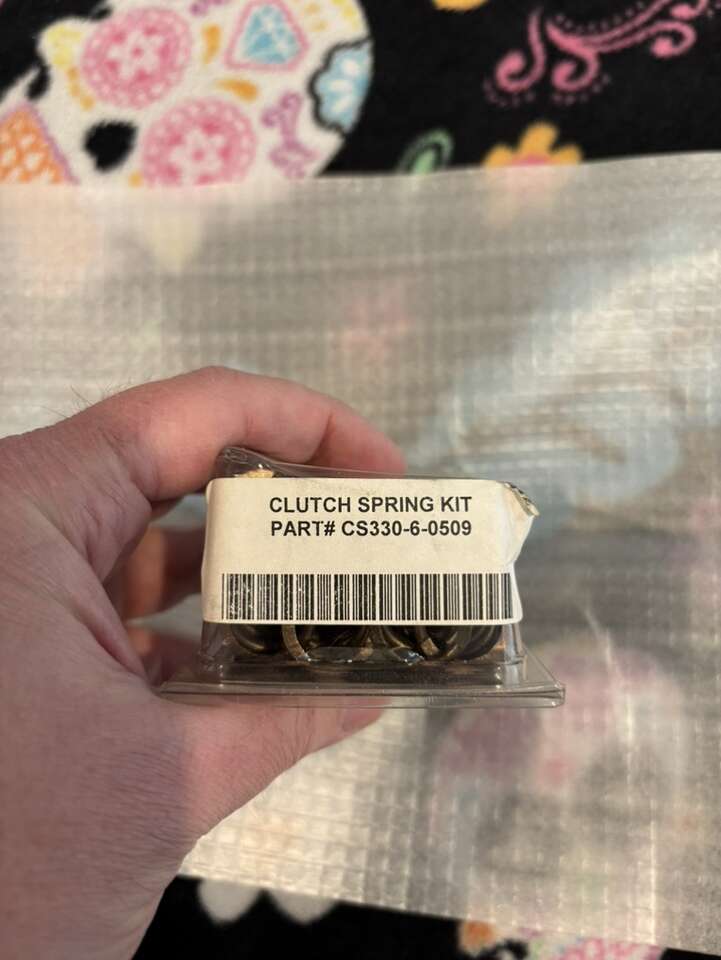 CLUTCH SPRING KIT
PART# CS330-6-0509